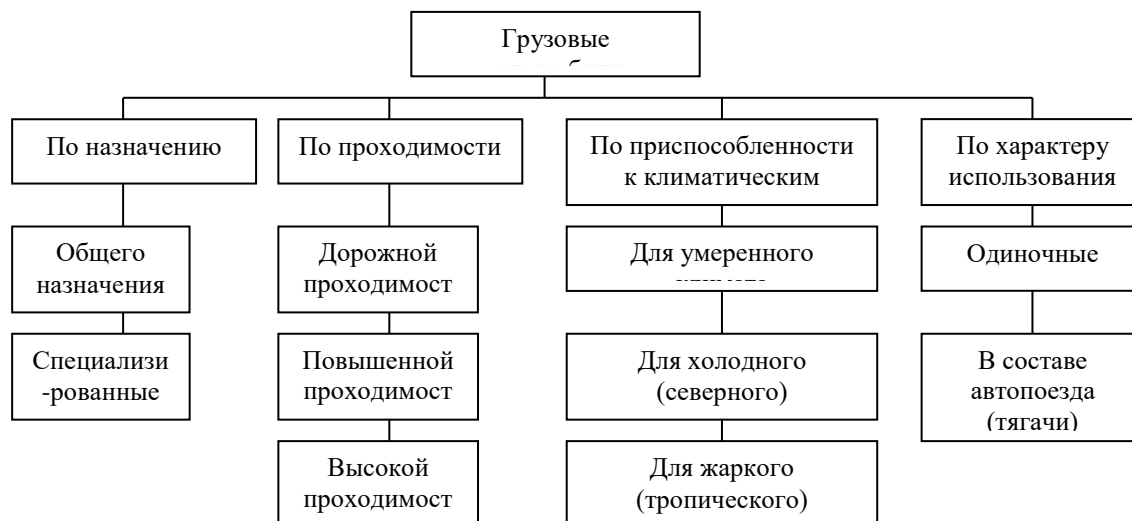 Грузовые
По назначению
По проходимости
По приспособленности
к климатическим
По характеру
использования
Общего
назначения
Дорожной
проходимост
Для умеренного
Одиночные
Специализи
-рованные
Повышенной
проходимост
Для холодного
(северного)
В составе
автопоезда
(тягачи)
Высокой
проходимост
Для жаркого
(тропического)